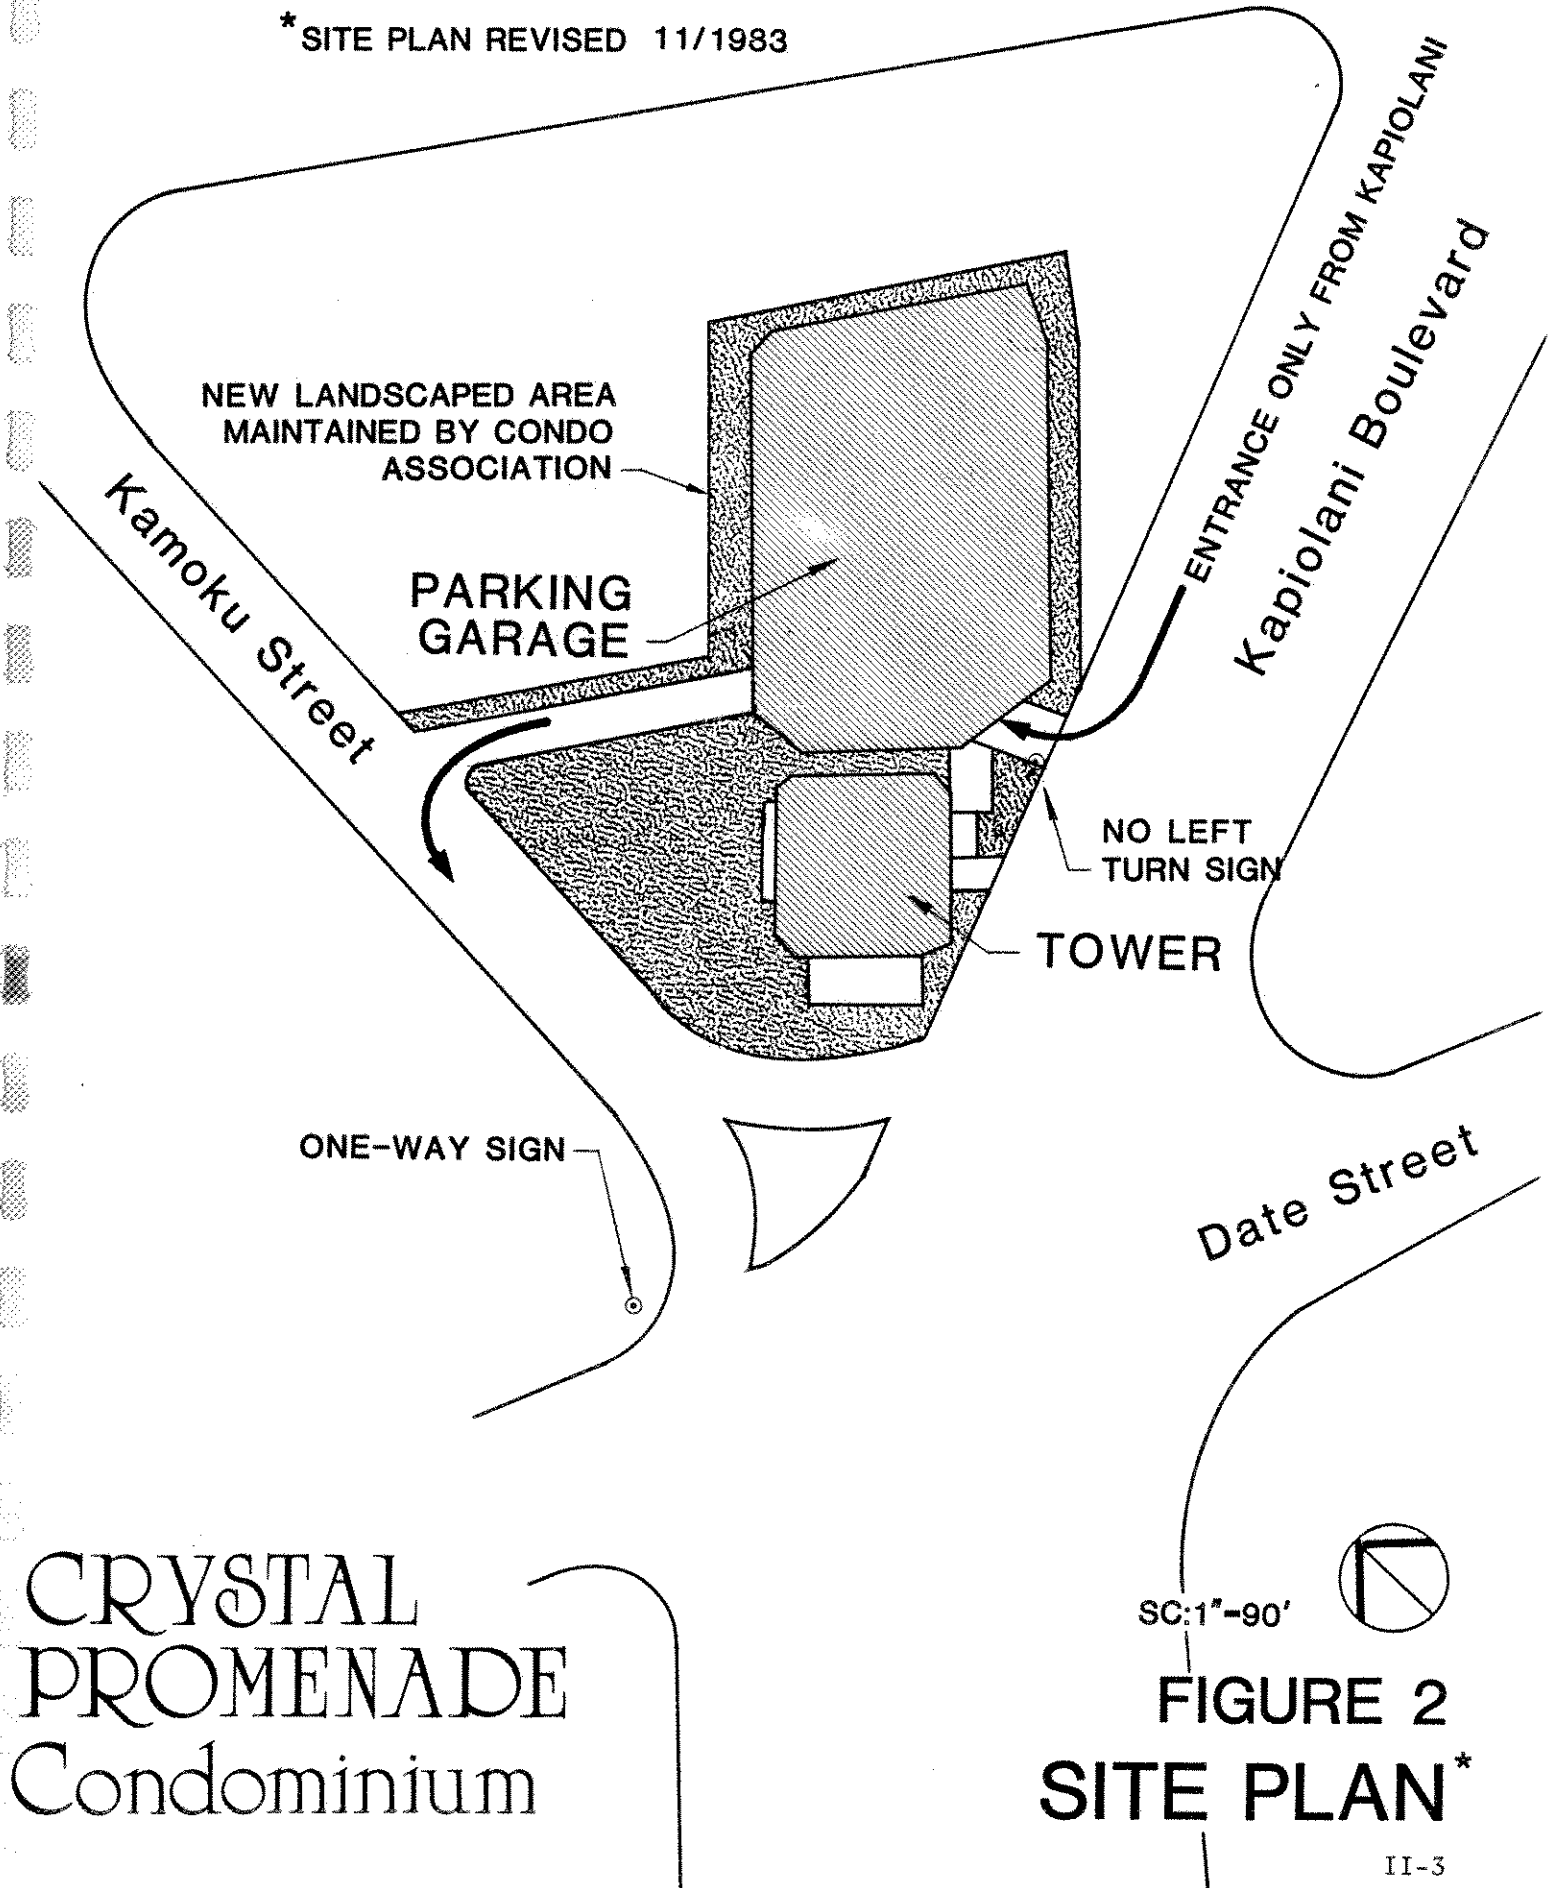 *SITE PLAN REVISED 11/1983
ENTRANCE ONLY FROM KAPIOLANI
Kapiolani Boulevard
NEW LANDSCAPED AREA
MAINTAINED BY CONDO
ASSOCIATION
Kamoku Street
PARKING
GARAGE
NO LEFT
TURN SIGN
TOWER
ONE-WAY SIGN
Date Street
CRYSTAL
PROMENADE
Condominium
SC:1"-90'
FIGURE 2
SITE PLAN*
II-3